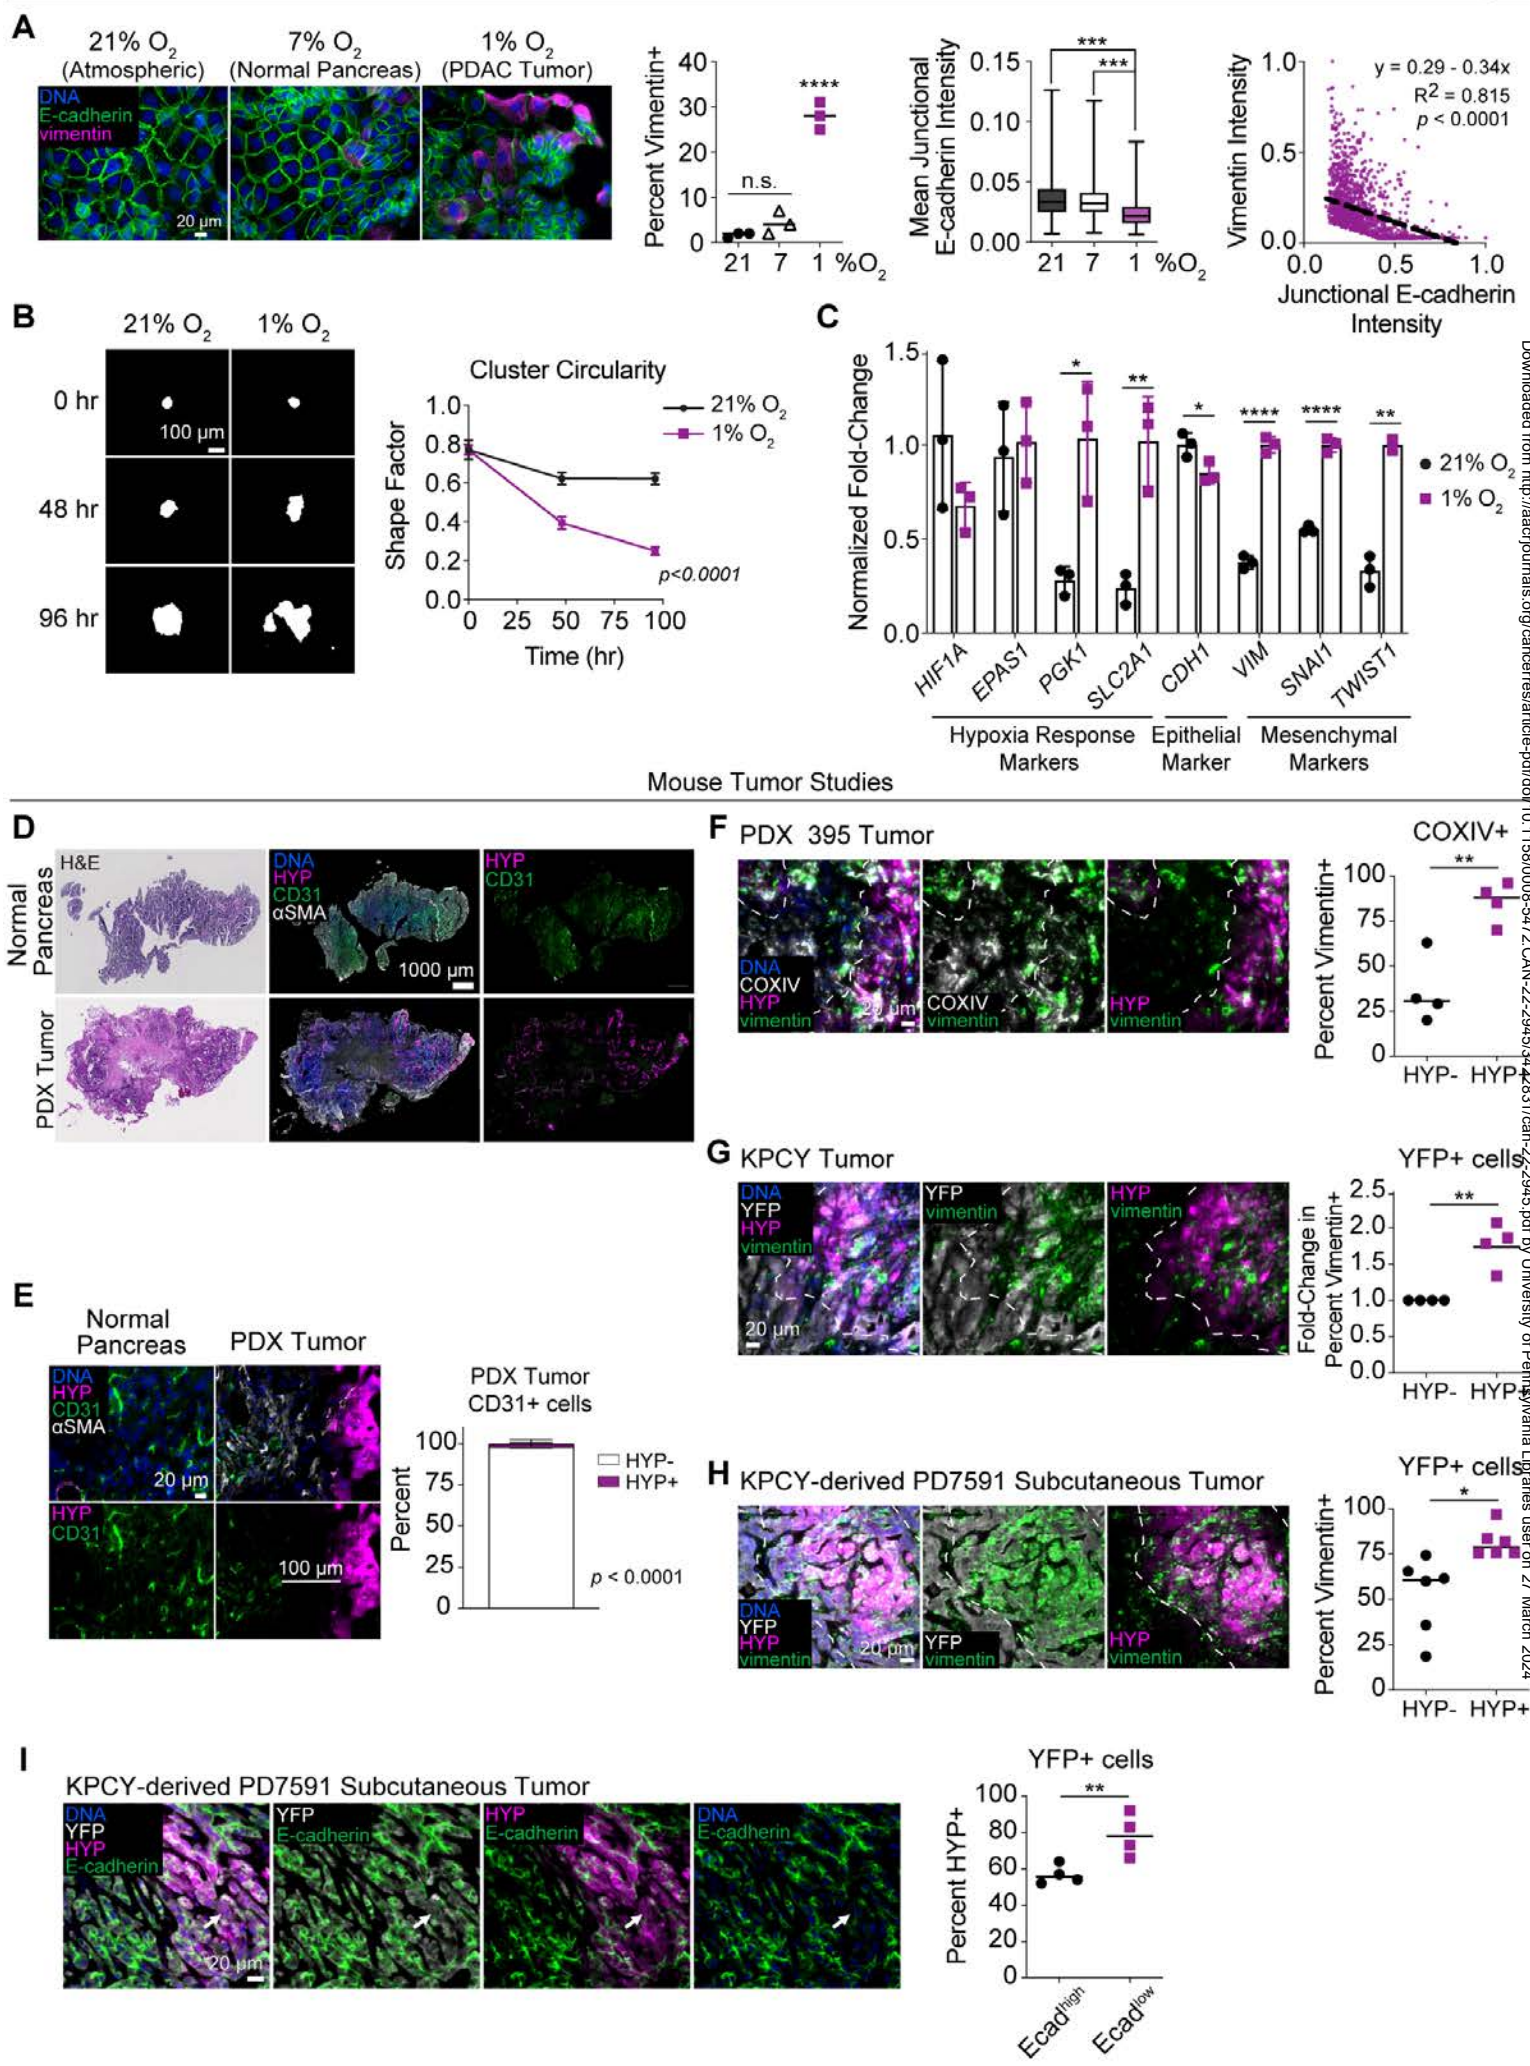 A
21% O2
(Atmospheric)
7% O2
(Normal Pancreas)
1% O2
(PDAC Tumor)
DNA
E-cadherin
vimentin
20 µm
Percent Vimentin+
40
30
20
10
0
n.s.
****
21 7 1 %O2
Mean Junctional
E-cadherin Intensity
0.15
0.10
0.05
0.00
***
***
21 7 1 %O2
Vimentin Intensity
1.0
0.5
0.0
y = 0.29 - 0.34x
R2 = 0.815
p < 0.0001
0.0 0.5 1.0
Junctional E-cadherin
Intensity
B
21% O2 1% O2
0 hr
100 µm
48 hr
96 hr
Cluster Circularity
Shape Factor
1.0
0.8
0.6
0.4
0.2
0.0
21% O2
1% O2
p<0.0001
0 25 50 75 100
Time (hr)
C
Normalized Fold-Change
1.5
1.0
0.5
0.0
*
**
*
****
****
**
21% O2
1% O2
HIF1A
EPAS1
PGK1
SLC2A1
CDH1
VIM
SNAI1
TWIST1
Hypoxia Response
Markers
Epithelial
Marker
Mesenchymal
Markers
Mouse Tumor Studies
D
Normal
Pancreas
PDX Tumor
H&E
DNA
HYP
CD31
αSMA
1000 µm
HYP
CD31
E
Normal
Pancreas
PDX Tumor
DNA
HYP
CD31
αSMA
20 µm
HYP
CD31
100 µm
PDX Tumor
CD31+ cells
Percent
100
75
50
25
0
HYP-
HYP+
p < 0.0001
F
PDX 395 Tumor
DNA
COXIV
HYP
vimentin
20 µm
COXIV
vimentin
HYP
vimentin
COXIV+
**
Percent Vimentin+
100
75
50
25
0
HYP- HYP+
G
KPCY Tumor
DNA
YFP
HYP
vimentin
20 µm
YFP
vimentin
HYP
vimentin
YFP+ cells
**
Fold-Change in
Percent Vimentin+
2.5
2.0
1.5
1.0
0.5
0.0
HYP- HYP+
H
KPCY-derived PD7591 Subcutaneous Tumor
DNA
YFP
HYP
vimentin
20 µm
YFP
vimentin
HYP
vimentin
YFP+ cells
*
Percent Vimentin+
100
75
50
25
0
HYP- HYP+
I
KPCY-derived PD7591 Subcutaneous Tumor
DNA
YFP
HYP
E-cadherin
20 µm
YFP
E-cadherin
HYP
E-cadherin
DNA
E-cadherin
YFP+ cells
**
Percent HYP+
100
80
60
40
20
0
Ecadhigh
Ecadlow